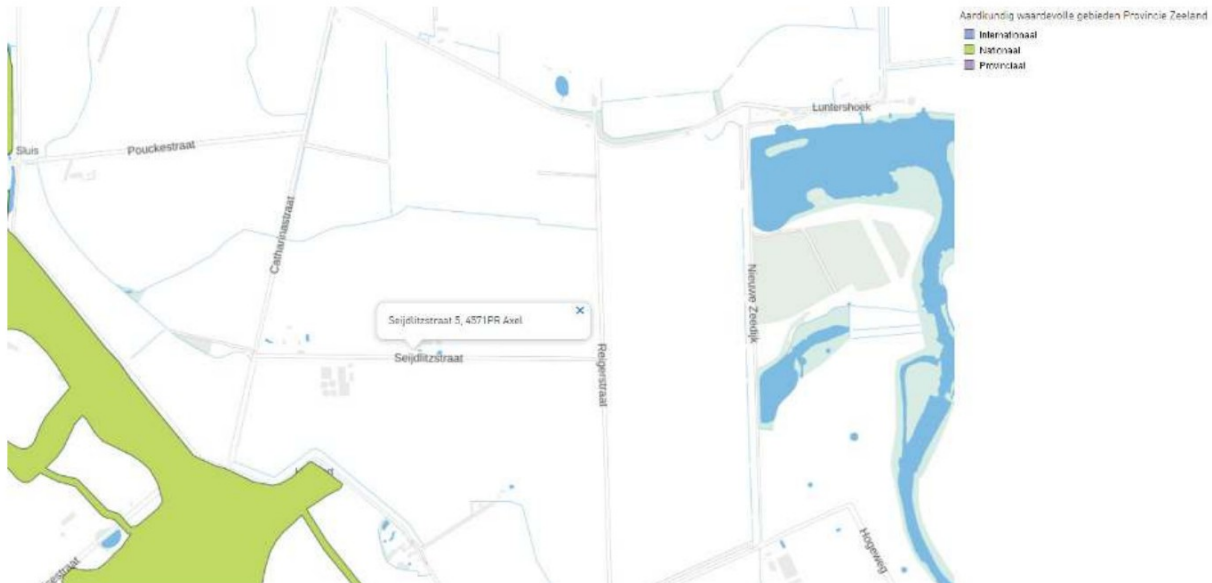 Aardkundig waardevolle gebieden Provincie Zeeland
Internationaal
Nationaal
Provinciaal
Luntershoek
Sluis
Pouckestraat
Catharinastraat
Nieuwe Zeedijk
Seijdlitzstraat 5, 4571PR Axel
Seijdlitzstraat
Reigerstraat
Hogeweg